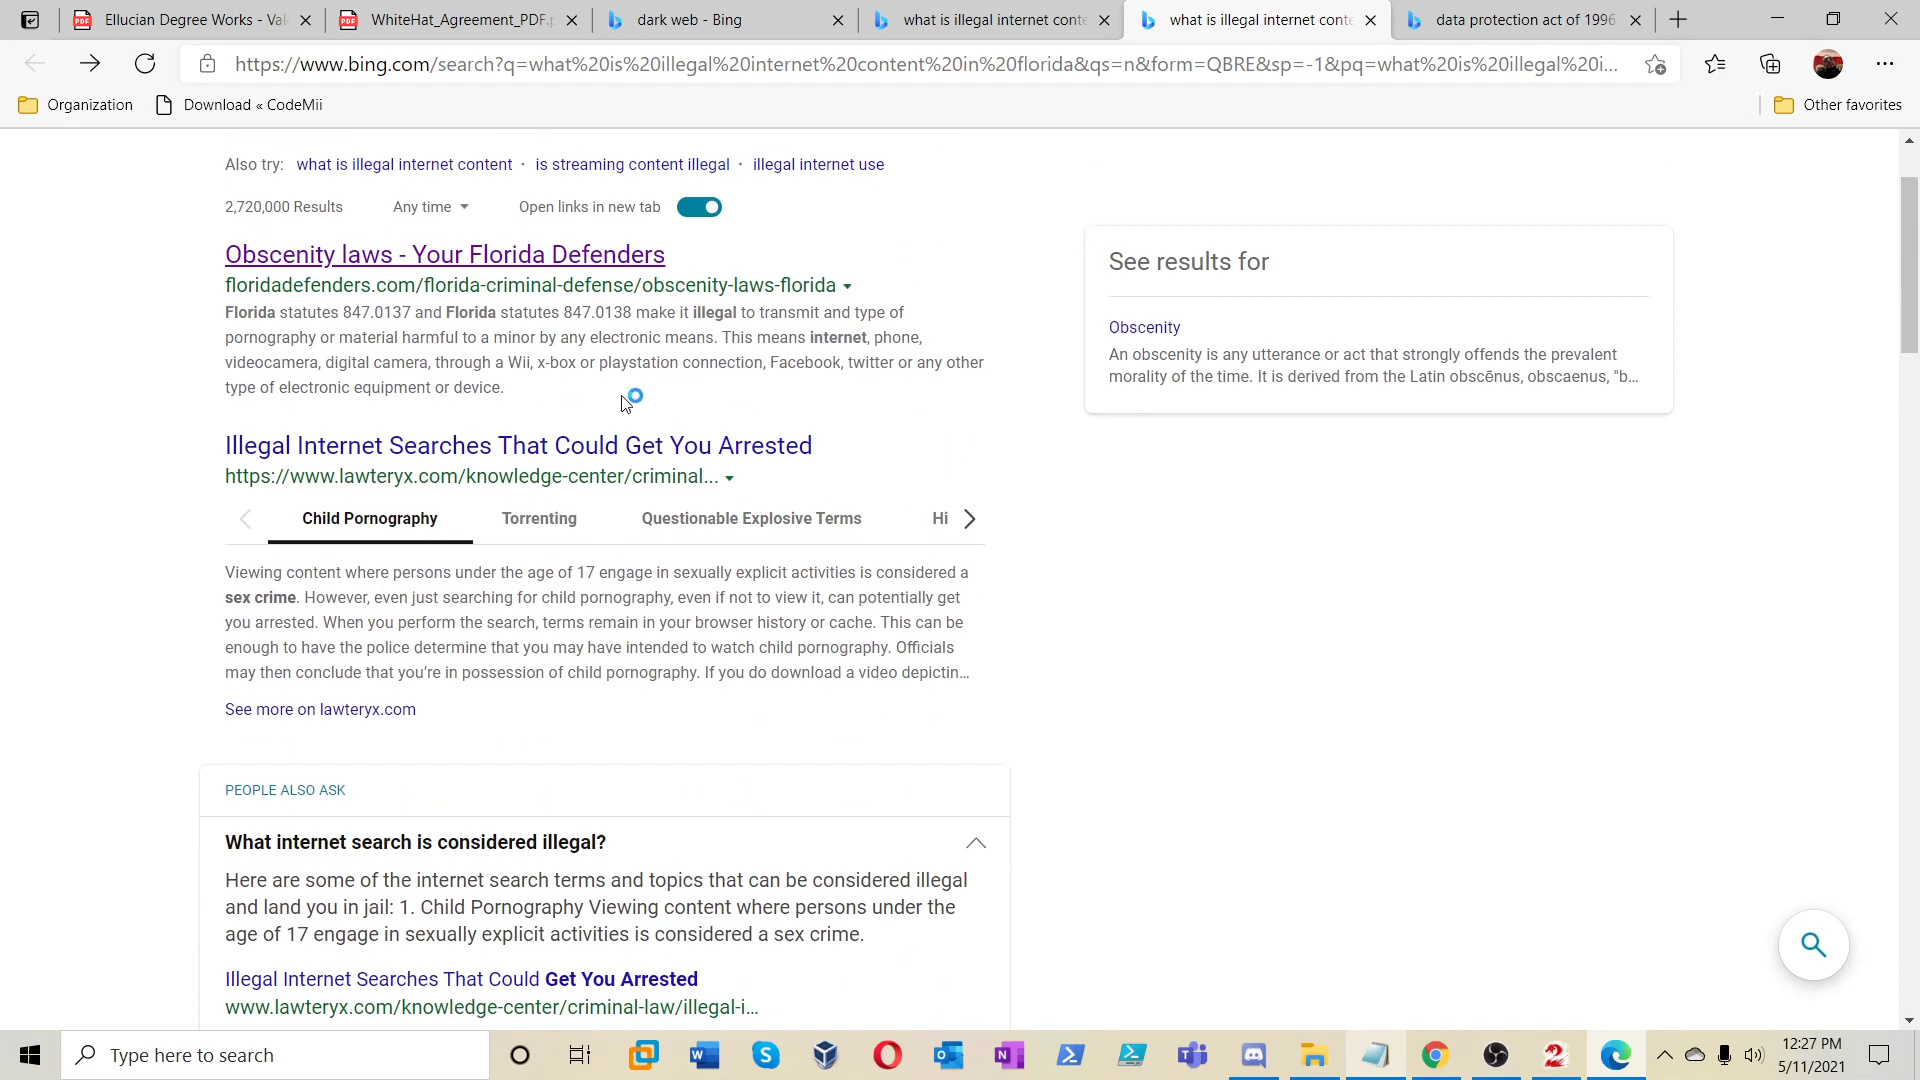 Ellucian Degree Works - Val
WhiteHat_Agreement_PDF.p
dark web - Bing
what is illegal internet conte
what is illegal internet conte
data protection act of 1996
https://www.bing.com/search?q=what%20is%20illegal%20internet%20content%20in%20florida&qs=n&form=QBRE&sp=-1&pq=what%20is%20illegal%20i...
Organization
Download « CodeMii
Other favorites
Also try: what is illegal internet content · is streaming content illegal · illegal internet use
2,720,000 Results Any time Open links in new tab
Obscenity laws - Your Florida Defenders
floridadefenders.com/florida-criminal-defense/obscenity-laws-florida
Florida statutes 847.0137 and Florida statutes 847.0138 make it illegal to transmit and type of
pornography or material harmful to a minor by any electronic means. This means internet, phone,
videocamera, digital camera, through a Wii, x-box or playstation connection, Facebook, twitter or any other
type of electronic equipment or device.
See results for
Obscenity
An obscenity is any utterance or act that strongly offends the prevalent
morality of the time. It is derived from the Latin obscēnus, obscaenus, "b...
Illegal Internet Searches That Could Get You Arrested
https://www.lawteryx.com/knowledge-center/criminal...
Child Pornography Torrenting Questionable Explosive Terms Hi
Viewing content where persons under the age of 17 engage in sexually explicit activities is considered a
sex crime. However, even just searching for child pornography, even if not to view it, can potentially get
you arrested. When you perform the search, terms remain in your browser history or cache. This can be
enough to have the police determine that you may have intended to watch child pornography. Officials
may then conclude that you're in possession of child pornography. If you do download a video depictin...
See more on lawteryx.com
PEOPLE ALSO ASK
What internet search is considered illegal?
Here are some of the internet search terms and topics that can be considered illegal
and land you in jail: 1. Child Pornography Viewing content where persons under the
age of 17 engage in sexually explicit activities is considered a sex crime.
Illegal Internet Searches That Could Get You Arrested
www.lawteryx.com/knowledge-center/criminal-law/illegal-i...
Type here to search
12:27 PM
5/11/2021